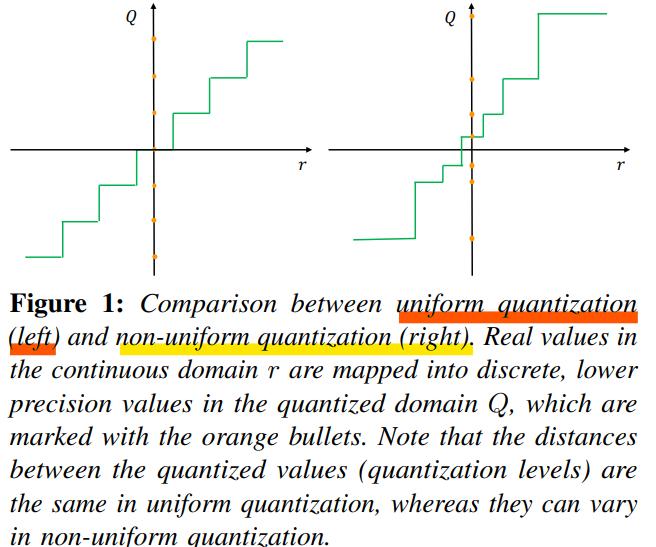 Q
Q
r
r
Figure 1: Comparison between uniform quantization
(left) and non-uniform quantization (right). Real values in
the continuous domain r are mapped into discrete, lower
precision values in the quantized domain Q, which are
marked with the orange bullets. Note that the distances
between the quantized values (quantization levels) are
the same in uniform quantization, whereas they can vary
in non-uniform quantization.